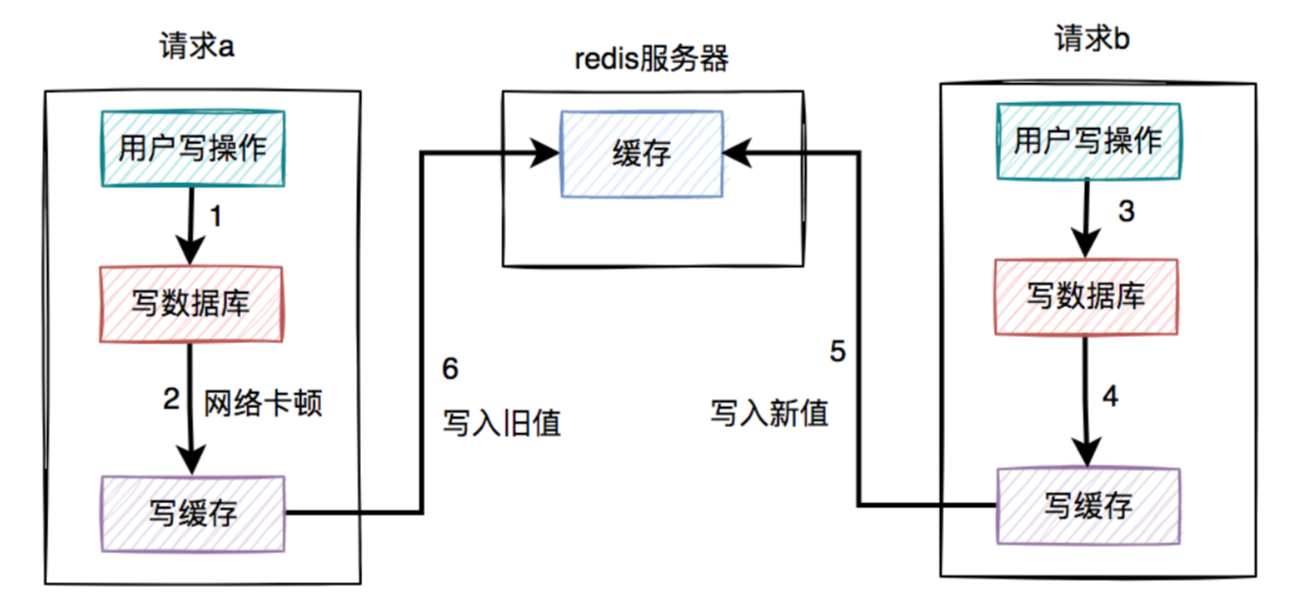 请求a
用户写操作
1
写数据库
2
网络卡顿
写缓存
redis服务器
缓存
6
写入旧值
5
写入新值
请求b
用户写操作
3
写数据库
4
写缓存